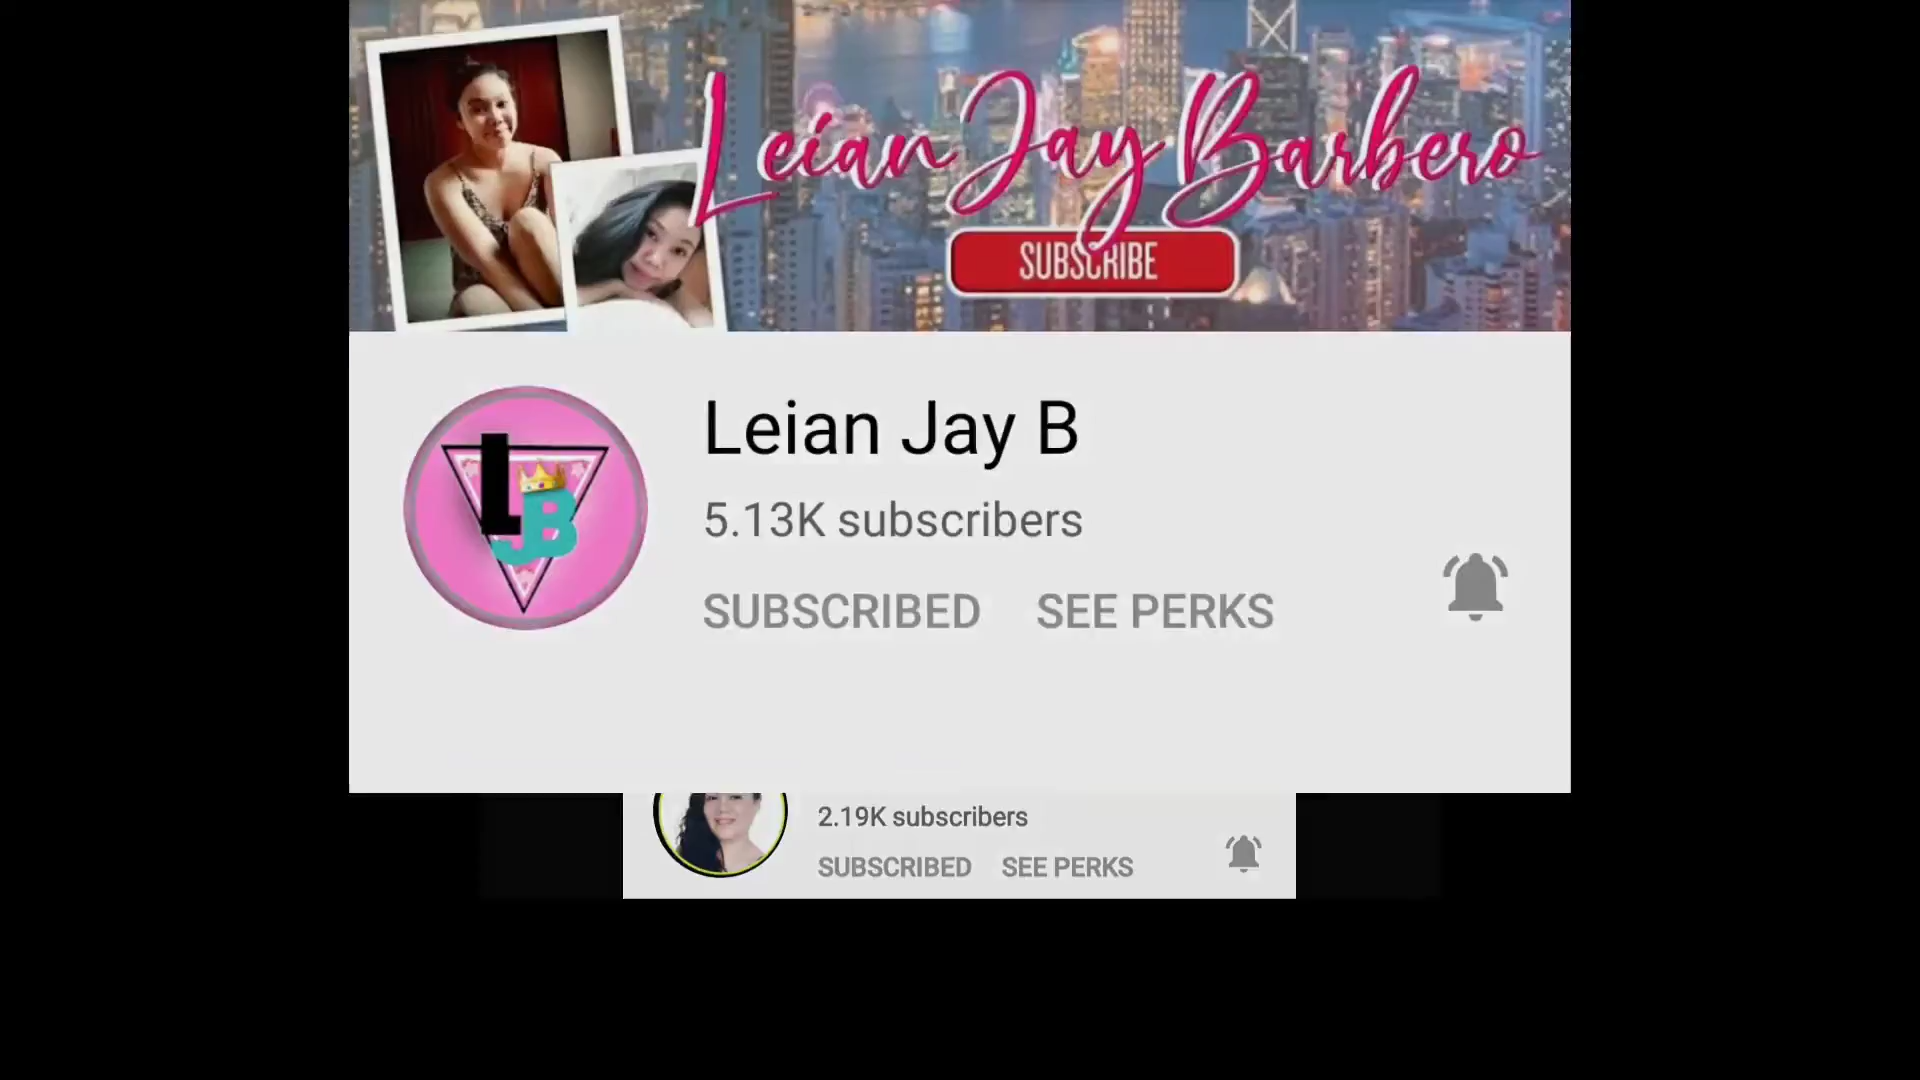 Leian Jay Barbero
SUBSCRIBE
LJB
Leian Jay B
5.13K subscribers
SUBSCRIBED SEE PERKS
2.19K subscribers
SUBSCRIBED SEE PERKS